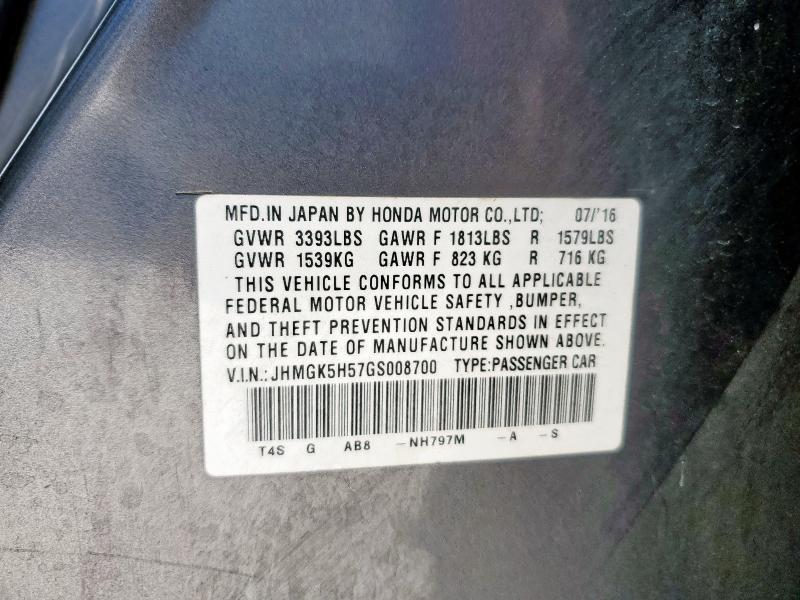 MFD.IN JAPAN BY HONDA MOTOR CO.,LTD; 07/'16
GVWR 3393LBS GAWR F 1813LBS R 1579LBS
GVWR 1539KG GAWR F 823 KG R 716 KG
THIS VEHICLE CONFORMS TO ALL APPLICABLE
FEDERAL MOTOR VEHICLE SAFETY ,BUMPER,
AND THEFT PREVENTION STANDARDS IN EFFECT
ON THE DATE OF MANUFACTURE SHOWN ABOVE.
V.I.N.:JHMGK5H57GS008700 TYPE:PASSENGER CAR
T4S G AB8 -NH797M -A -S